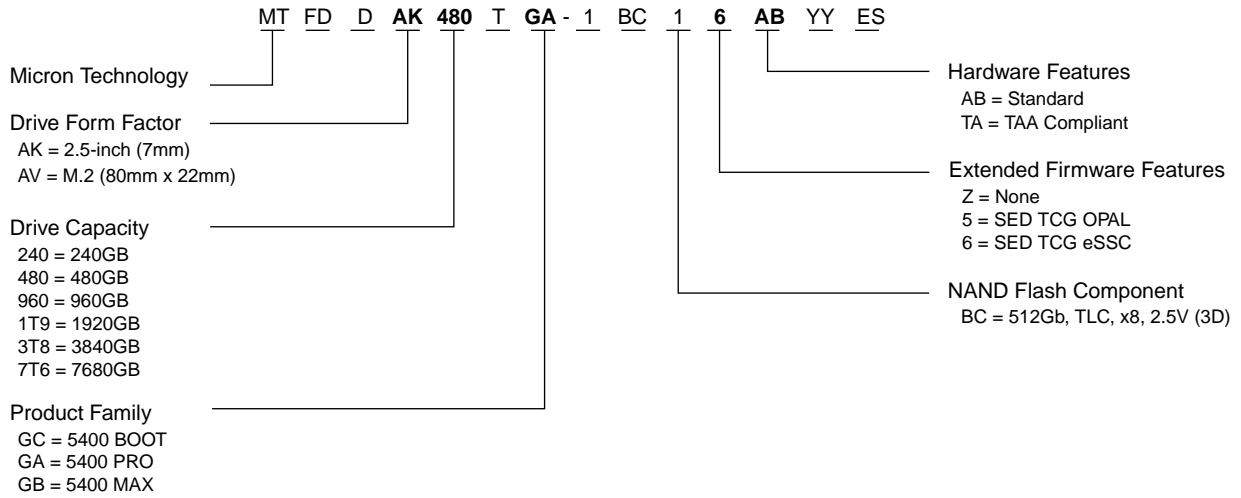 MT FD D AK 480 T GA - 1 BC 1 6 AB YY ES
Micron Technology
Drive Form Factor
AK = 2.5-inch (7mm)
AV = M.2 (80mm x 22mm)
Drive Capacity
240 = 240GB
480 = 480GB
960 = 960GB
1T9 = 1920GB
3T8 = 3840GB
7T6 = 7680GB
Product Family
GC = 5400 BOOT
GA = 5400 PRO
GB = 5400 MAX
Hardware Features
AB = Standard
TA = TAA Compliant
Extended Firmware Features
Z = None
5 = SED TCG OPAL
6 = SED TCG eSSC
NAND Flash Component
BC = 512Gb, TLC, x8, 2.5V (3D)